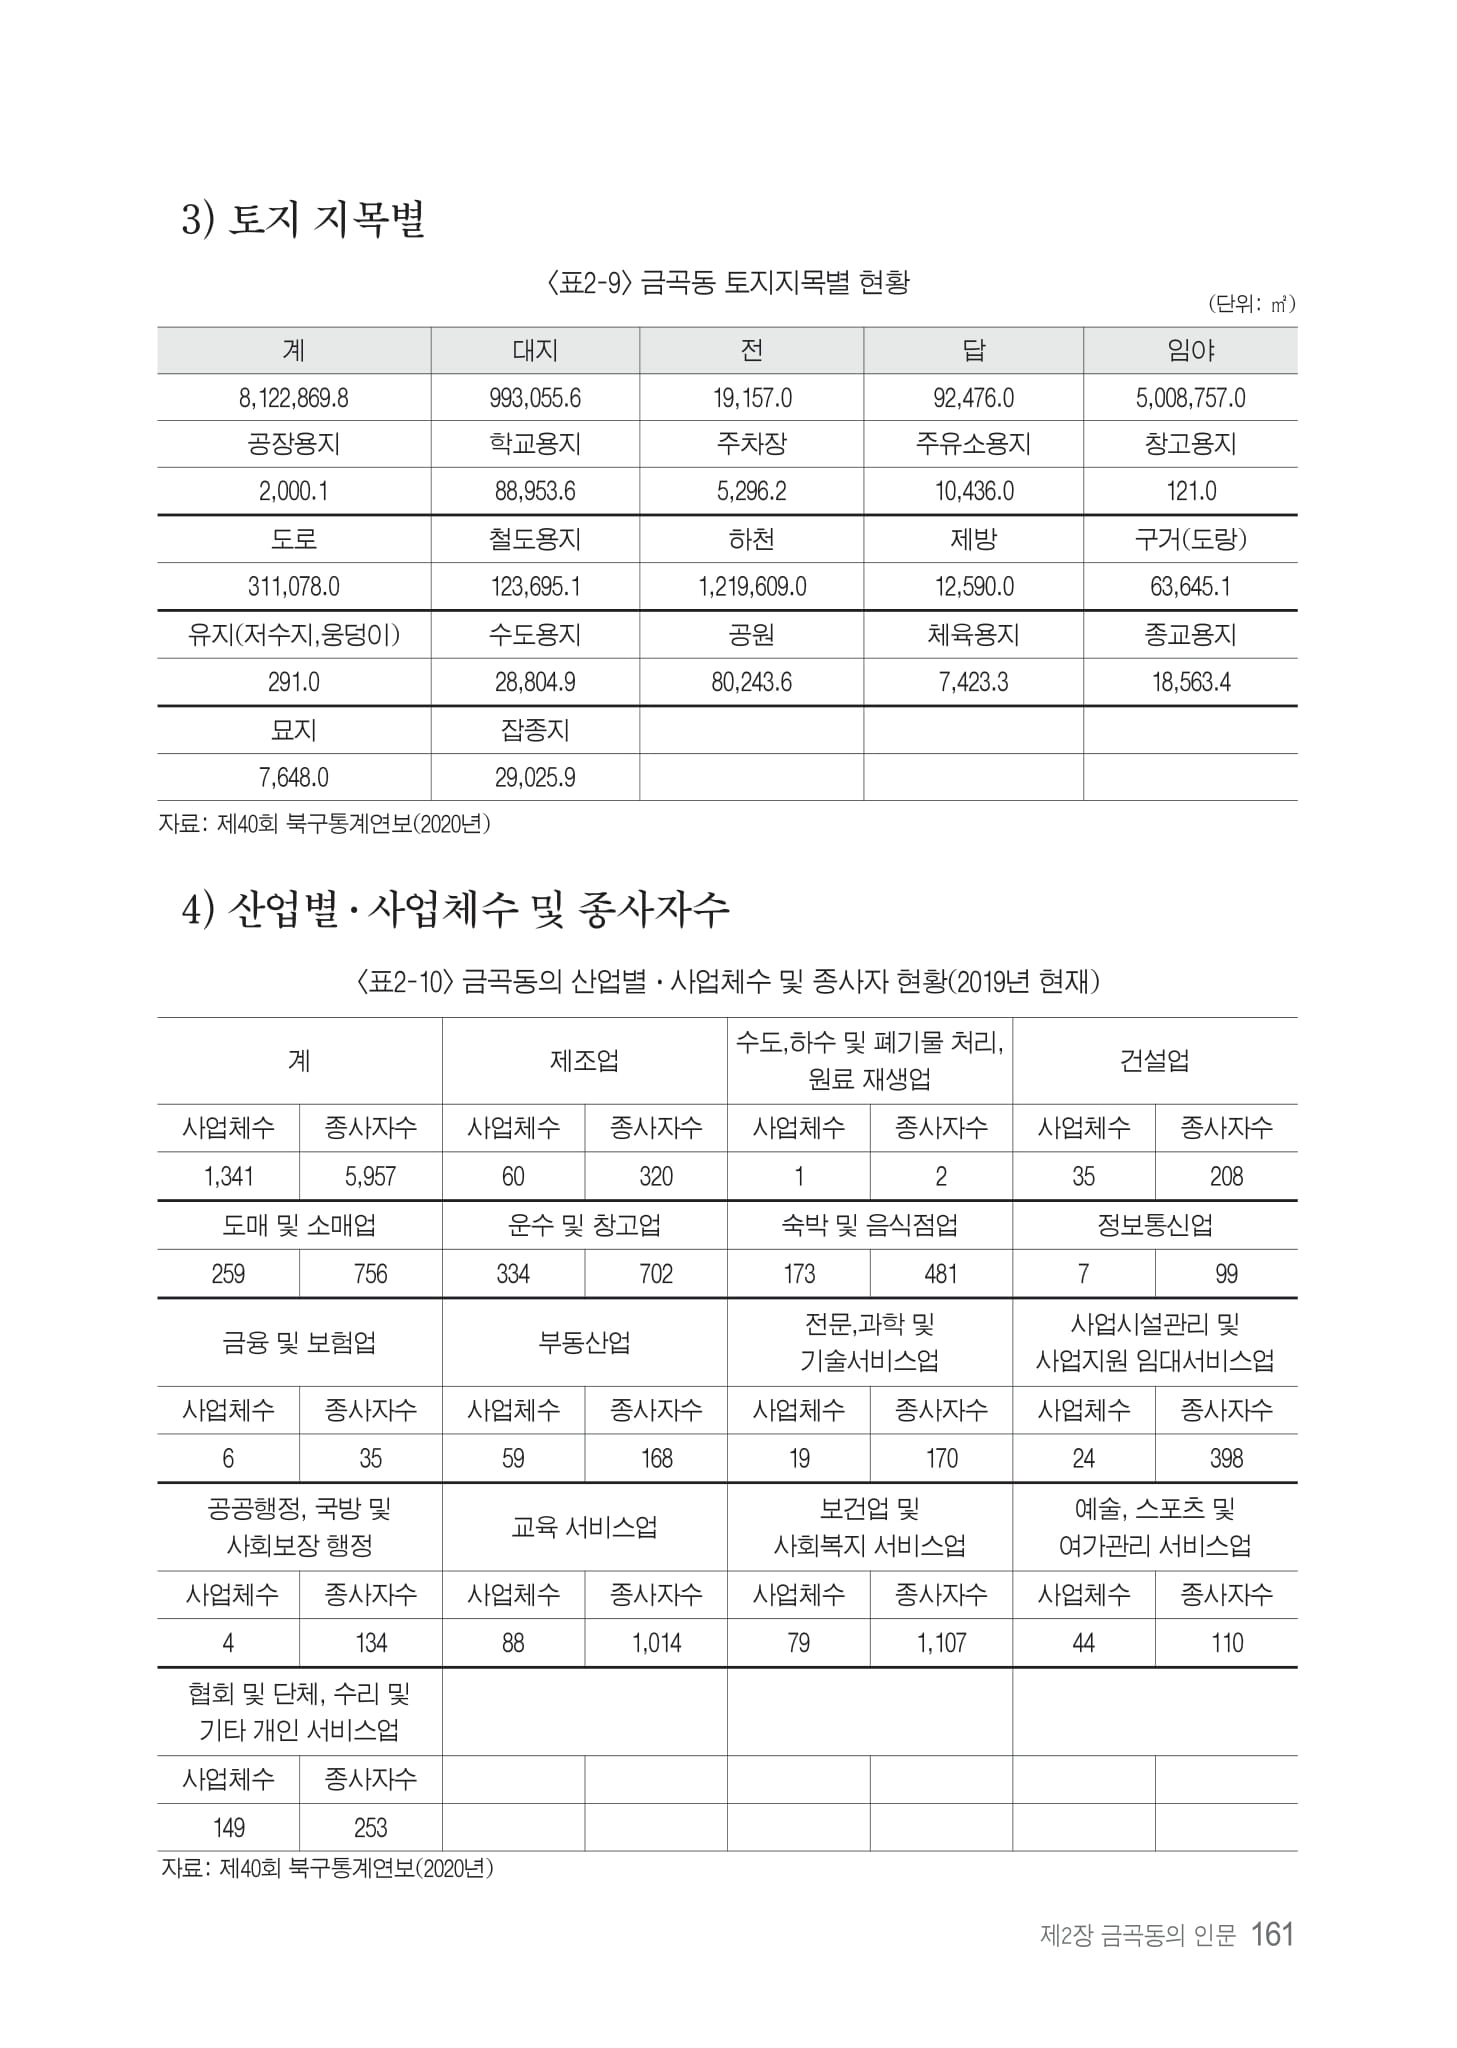 3) 토지 지목별
〈표2-9〉 금곡동 토지지목별 현황
(단위: ㎡)
계 대지 전 답 임야
8,122,869.8 993,055.6 19,157.0 92,476.0 5,008,757.0
공장용지 학교용지 주차장 주유소용지 창고용지
2,000.1 88,953.6 5,296.2 10,436.0 121.0
도로 철도용지 하천 제방 구거(도랑)
311,078.0 123,695.1 1,219,609.0 12,590.0 63,645.1
유지(저수지,웅덩이) 수도용지 공원 체육용지 종교용지
291.0 28,804.9 80,243.6 7,423.3 18,563.4
묘지 잡종지
7,648.0 29,025.9
자료: 제40회 북구통계연보(2020년)
4) 산업별·사업체수 및 종사자수
〈표2-10〉 금곡동의 산업별·사업체수 및 종사자 현황(2019년 현재)
계 제조업 수도,하수 및 폐기물 처리, 건설업
원료 재생업
사업체수 종사자수 사업체수 종사자수 사업체수 종사자수 사업체수 종사자수
1,341 5,957 60 320 1 2 35 208
도매 및 소매업 운수 및 창고업 숙박 및 음식점업 정보통신업
259 756 334 702 173 481 7 99
금융 및 보험업 부동산업 전문,과학 및 사업시설관리 및
기술서비스업 사업지원 임대서비스업
사업체수 종사자수 사업체수 종사자수 사업체수 종사자수 사업체수 종사자수
6 35 59 168 19 170 24 398
공공행정, 국방 및 교육 서비스업 보건업 및 예술, 스포츠 및
사회보장 행정 사회복지 서비스업 여가관리 서비스업
사업체수 종사자수 사업체수 종사자수 사업체수 종사자수 사업체수 종사자수
4 134 88 1,014 79 1,107 44 110
협회 및 단체, 수리 및
기타 개인 서비스업
사업체수 종사자수
149 253
자료: 제40회 북구통계연보(2020년)
제2장 금곡동의 인문 161